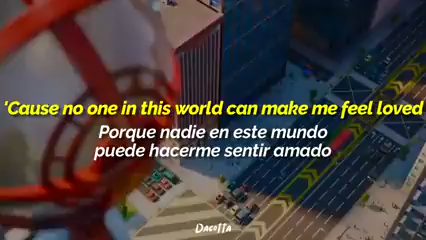 'Cause no one in this world can make me feel loved
Porque nadie en este mundo
puede hacerme sentir amado
Dacotta